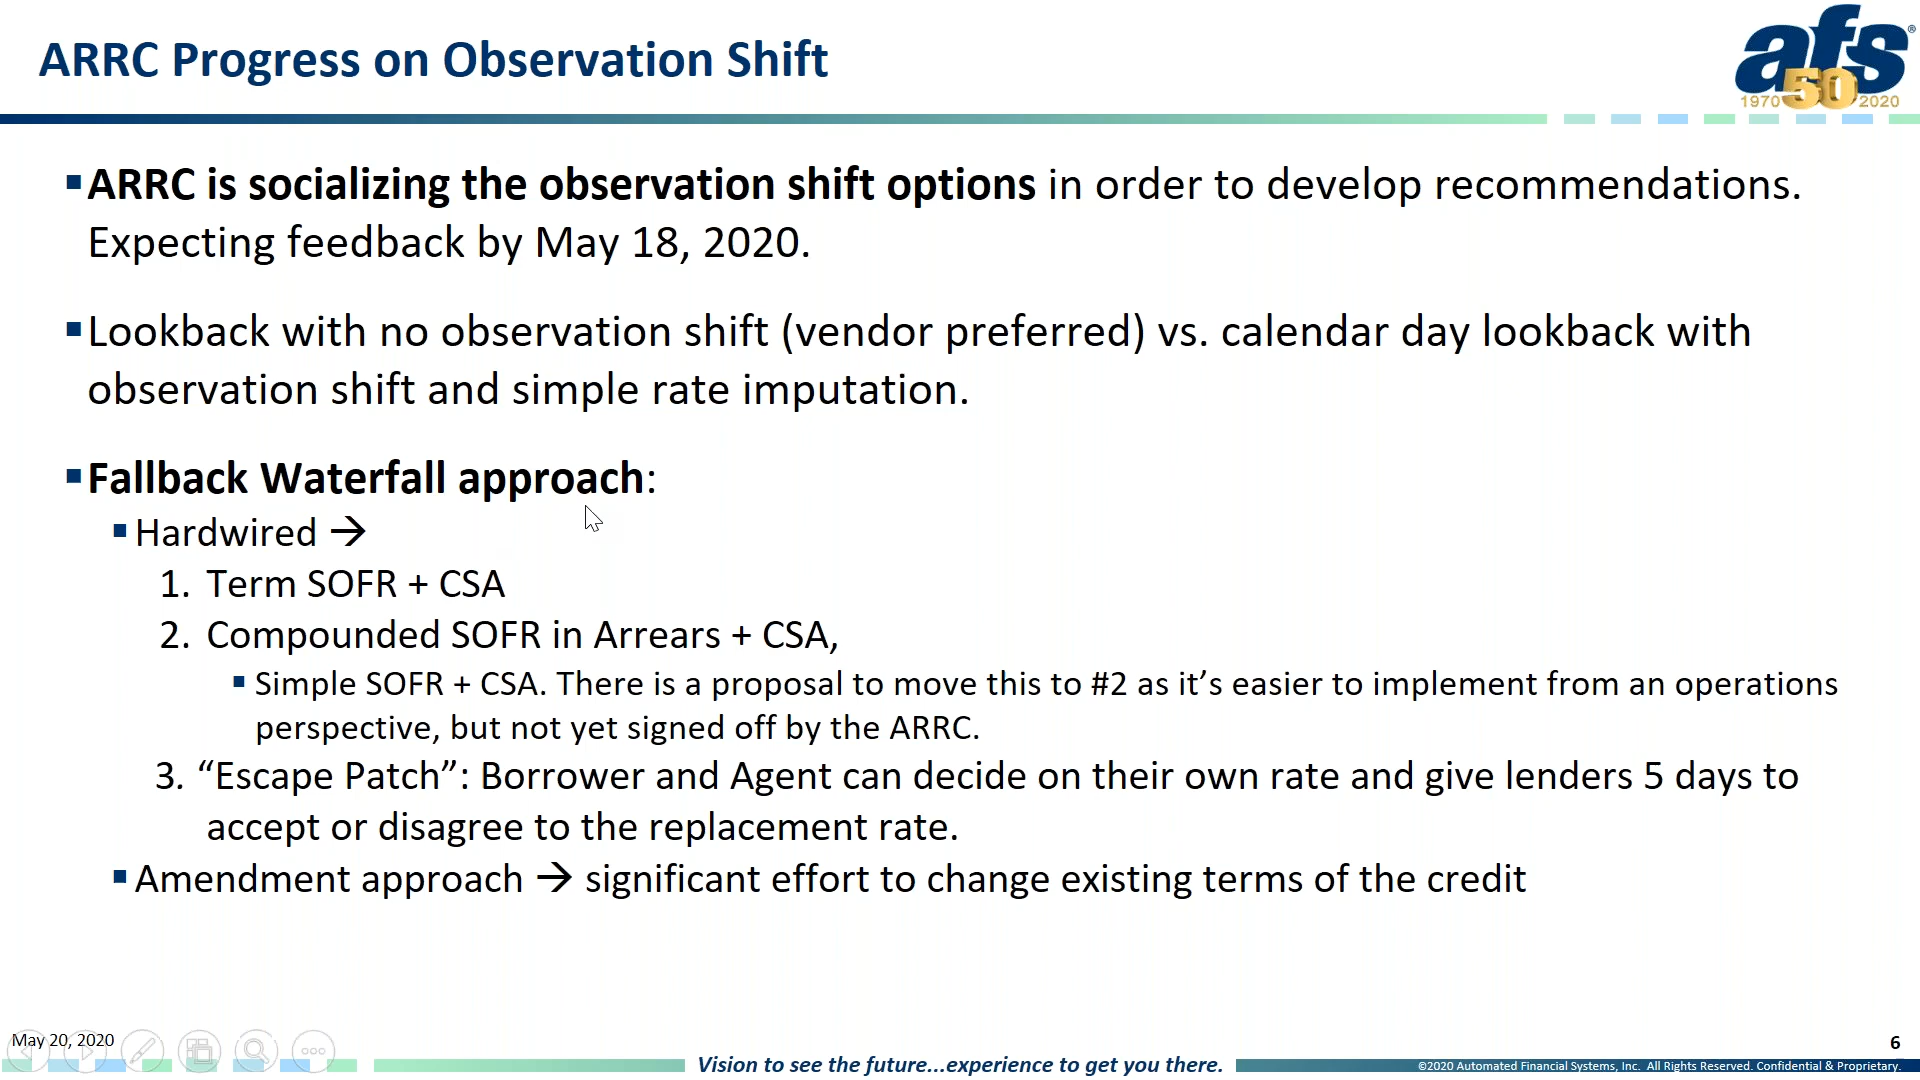 ARRC Progress on Observation Shift
afs®
50
1970 2020
▪ARRC is socializing the observation shift options in order to develop recommendations.
Expecting feedback by May 18, 2020.
▪Lookback with no observation shift (vendor preferred) vs. calendar day lookback with
observation shift and simple rate imputation.
▪Fallback Waterfall approach:
▪Hardwired →
1. Term SOFR + CSA
2. Compounded SOFR in Arrears + CSA,
▪Simple SOFR + CSA. There is a proposal to move this to #2 as it’s easier to implement from an operations
perspective, but not yet signed off by the ARRC.
3. “Escape Patch”: Borrower and Agent can decide on their own rate and give lenders 5 days to
accept or disagree to the replacement rate.
▪Amendment approach → significant effort to change existing terms of the credit
May 20, 2020
6
Vision to see the future...experience to get you there.
©2020 Automated Financial Systems, Inc. All Rights Reserved. Confidential & Proprietary.